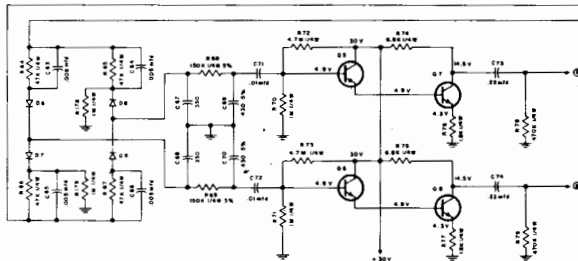 R72
4.7M 1/4W
30V
R74
6.8K 1/4W
R68
150K 1/4W 5%
C71
.01mfd
4.9V
Q5
14.5V
C73
.22mfd
Q7
4.9V
4.3V
R64
47K 1/4W
C63
.005mfd
R65
47K 1/4W
C64
.005mfd
D6
R178
1M 1/4W
D8
C67
350
C69
430 5%
R70
1M 1/4W
R76
R78
470K 1/4W
D7
D9
C68
350
C70
430 5%
R73
4.7M 1/4W
R75
6.8K 1/4W
R66
47K 1/4W
C65
.005mfd
R179
1M 1/4W
R67
47K 1/4W
C66
.005mfd
R69
150K 1/4W 5%
C72
.01mfd
4.9V
Q6
14.5V
C74
.22mfd
Q8
4.9V
4.3V
R71
1M 1/4W
R77
R79
470K 1/4W
+30V